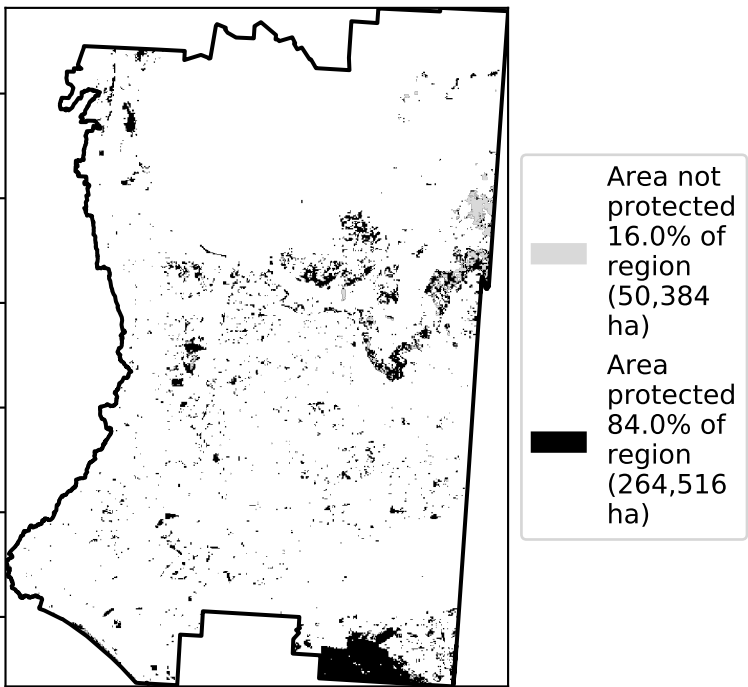 Area not
protected
16.0% of
region
(50,384
ha)
Area
protected
84.0% of
region
(264,516
ha)